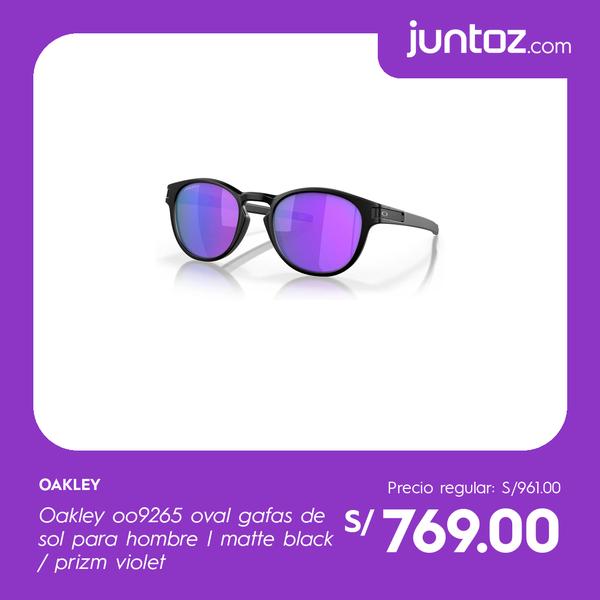 juntoz.com
OAKLEY
Oakley oo9265 oval gafas de
sol para hombre | matte black
/ prizm violet
Precio regular: S/961.00
S/ 769.00